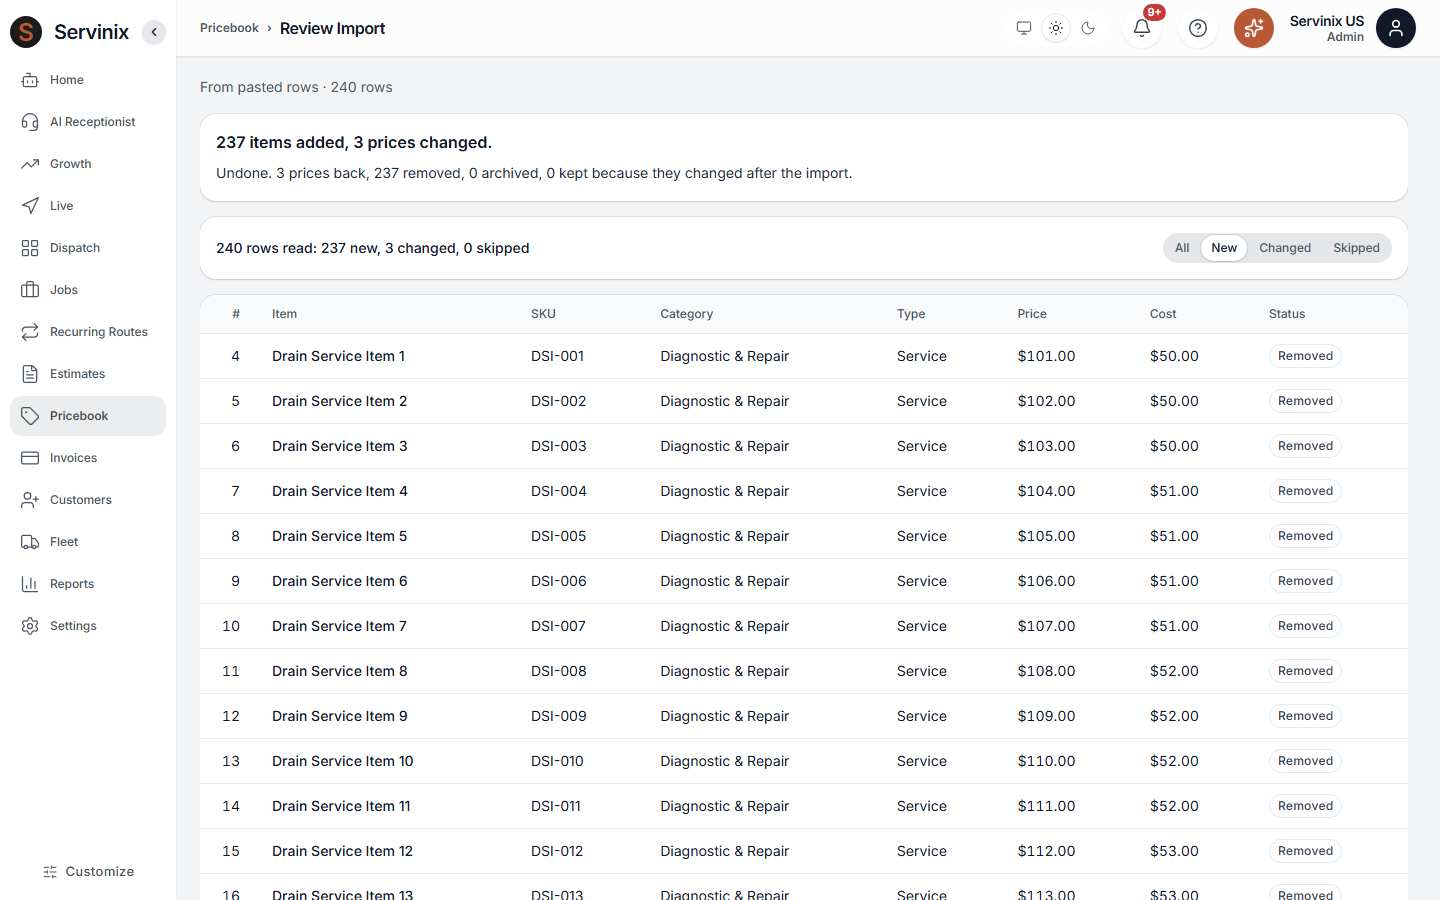 Servinix
Home
AI Receptionist
Growth
Live
Dispatch
Jobs
Recurring Routes
Estimates
Pricebook
Invoices
Customers
Fleet
Reports
Settings
Customize
Pricebook › Review Import
9+
Servinix US
Admin
From pasted rows · 240 rows
237 items added, 3 prices changed.
Undone. 3 prices back, 237 removed, 0 archived, 0 kept because they changed after the import.
240 rows read: 237 new, 3 changed, 0 skipped
All New Changed Skipped
# Item SKU Category Type Price Cost Status
4 Drain Service Item 1 DSI-001 Diagnostic & Repair Service $101.00 $50.00 Removed
5 Drain Service Item 2 DSI-002 Diagnostic & Repair Service $102.00 $50.00 Removed
6 Drain Service Item 3 DSI-003 Diagnostic & Repair Service $103.00 $50.00 Removed
7 Drain Service Item 4 DSI-004 Diagnostic & Repair Service $104.00 $51.00 Removed
8 Drain Service Item 5 DSI-005 Diagnostic & Repair Service $105.00 $51.00 Removed
9 Drain Service Item 6 DSI-006 Diagnostic & Repair Service $106.00 $51.00 Removed
10 Drain Service Item 7 DSI-007 Diagnostic & Repair Service $107.00 $51.00 Removed
11 Drain Service Item 8 DSI-008 Diagnostic & Repair Service $108.00 $52.00 Removed
12 Drain Service Item 9 DSI-009 Diagnostic & Repair Service $109.00 $52.00 Removed
13 Drain Service Item 10 DSI-010 Diagnostic & Repair Service $110.00 $52.00 Removed
14 Drain Service Item 11 DSI-011 Diagnostic & Repair Service $111.00 $52.00 Removed
15 Drain Service Item 12 DSI-012 Diagnostic & Repair Service $112.00 $53.00 Removed
16 Drain Service Item 13 DSI-013 Diagnostic & Repair Service $113.00 $53.00 Removed